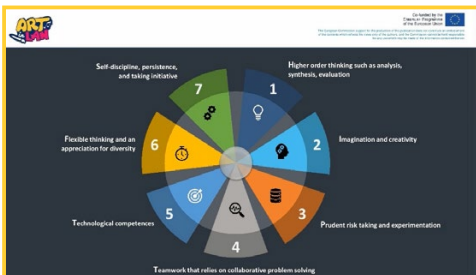 ART
LAW
Co-funded by the
Erasmus+ Programme
of the European Union
Self-discipline, persistence,
and taking initiative
7
1
Higher order thinking such as analysis,
synthesis, evaluation
Flexible thinking and an
appreciation for diversity
6
2
Imagination and creativity
Technological competences
5
3
Prudent risk taking and experimentation
4
Teamwork that relies on collaborative problem solving